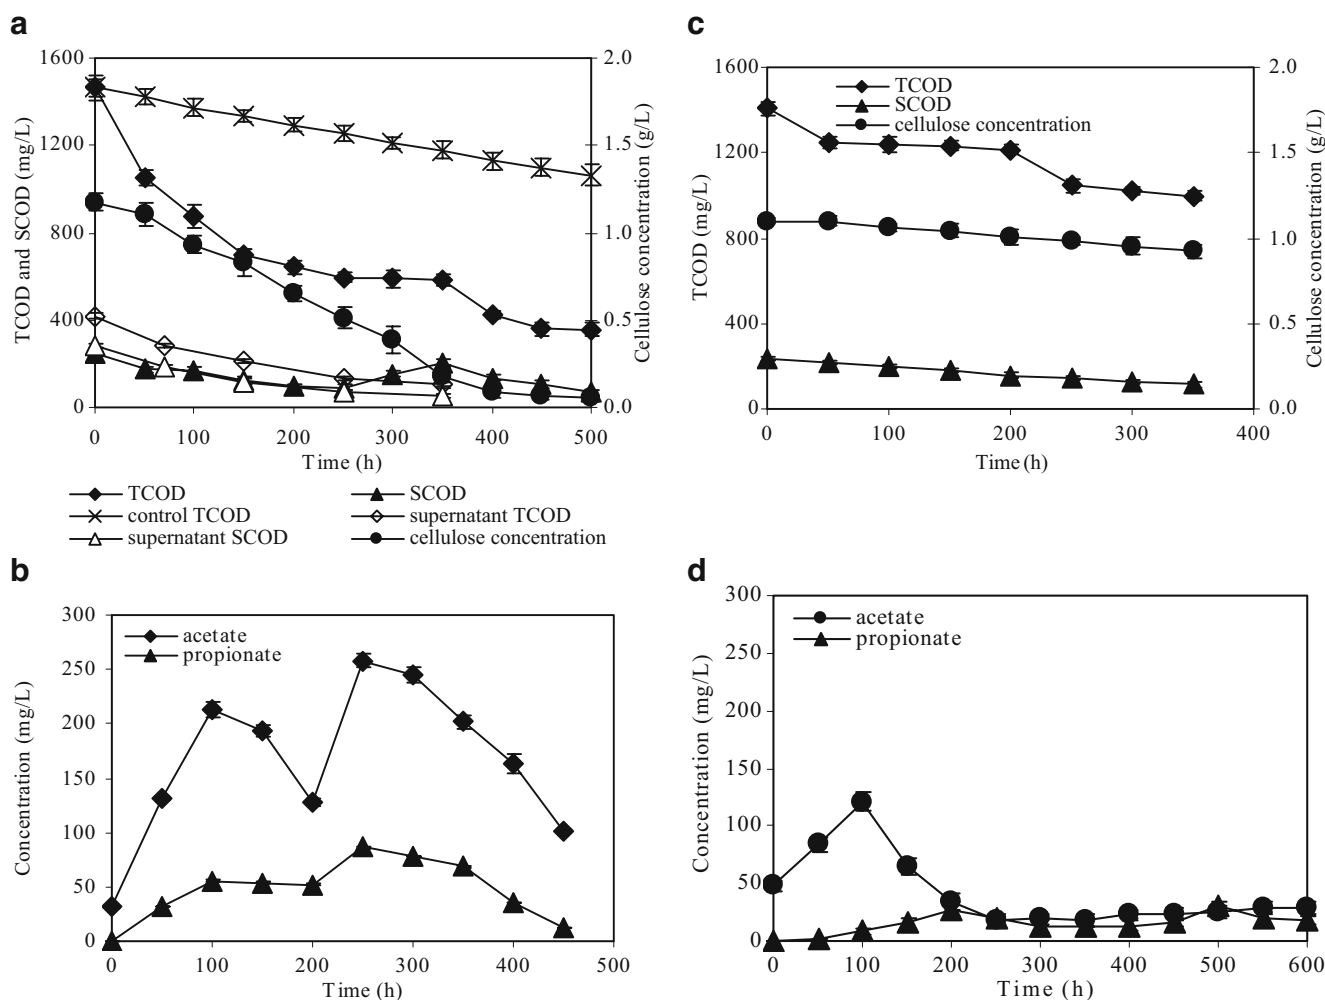 a
1600
1200
800
400
0
TCOD and SCOD (mg/L)
2.0
1.5
1.0
0.5
0.0
Cellulose concentration (g/L)
0 100 200 300 400 500
Time (h)
TCOD
SCOD
control TCOD
supernatant TCOD
supernatant SCOD
cellulose concentration
c
1600
1200
800
400
0
TCOD (mg/L)
TCOD
SCOD
cellulose concentration
2.0
1.5
1.0
0.5
0.0
Cellulose concentration (g/L)
0 100 200 300 400
Time (h)
b
300
250
200
150
100
50
0
Concentration (mg/L)
acetate
propionate
0 100 200 300 400 500
Time (h)
d
300
250
200
150
100
50
0
Concentration (mg/L)
acetate
propionate
0 100 200 300 400 500 600
Time (h)